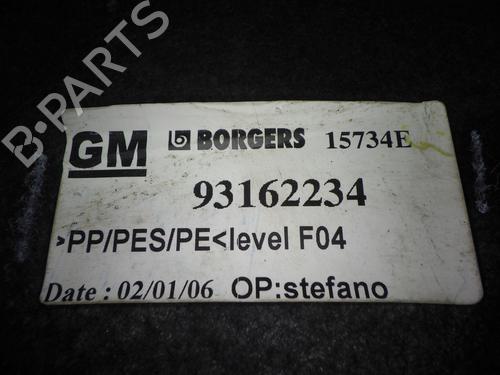 B-PARTS
GM BORGERS 15734E
93162234
>PP/PES/PE<level F04
Date : 02/01/06 OP:stefano